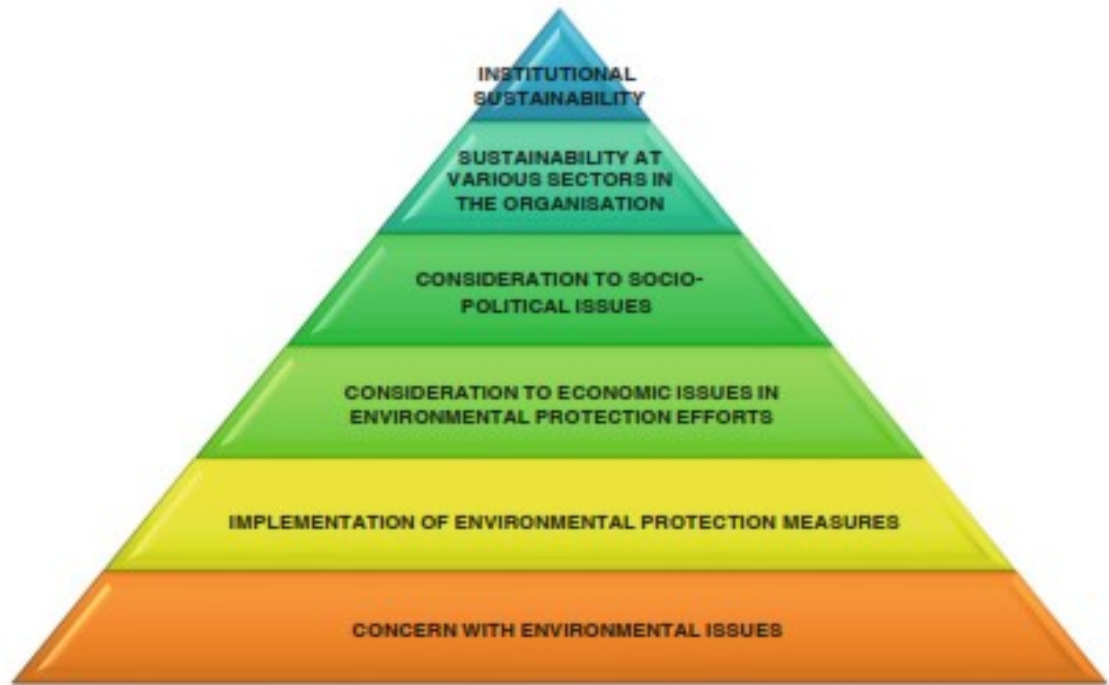 INSTITUTIONAL
SUSTAINABILITY
SUSTAINABILITY AT
VARIOUS SECTORS IN
THE ORGANISATION
CONSIDERATION TO SOCIO-
POLITICAL ISSUES
CONSIDERATION TO ECONOMIC ISSUES IN
ENVIRONMENTAL PROTECTION EFFORTS
IMPLEMENTATION OF ENVIRONMENTAL PROTECTION MEASURES
CONCERN WITH ENVIRONMENTAL ISSUES